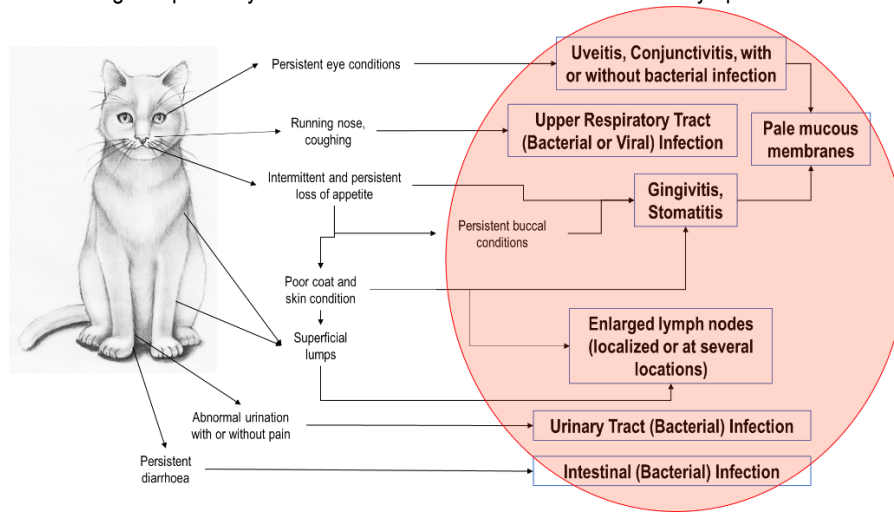 Persistent eye conditions
Uveitis, Conjunctivitis, with
or without bacterial infection
Running nose,
coughing
Upper Respiratory Tract
(Bacterial or Viral) Infection
Pale mucous
membranes
Intermittent and persistent
loss of appetite
Gingivitis,
Stomatitis
Persistent buccal
conditions
Poor coat and
skin condition
Superficial
lumps
Enlarged lymph nodes
(localized or at several
locations)
Abnormal urination
with or without pain
Urinary Tract (Bacterial) Infection
Persistent
diarrhoea
Intestinal (Bacterial) Infection